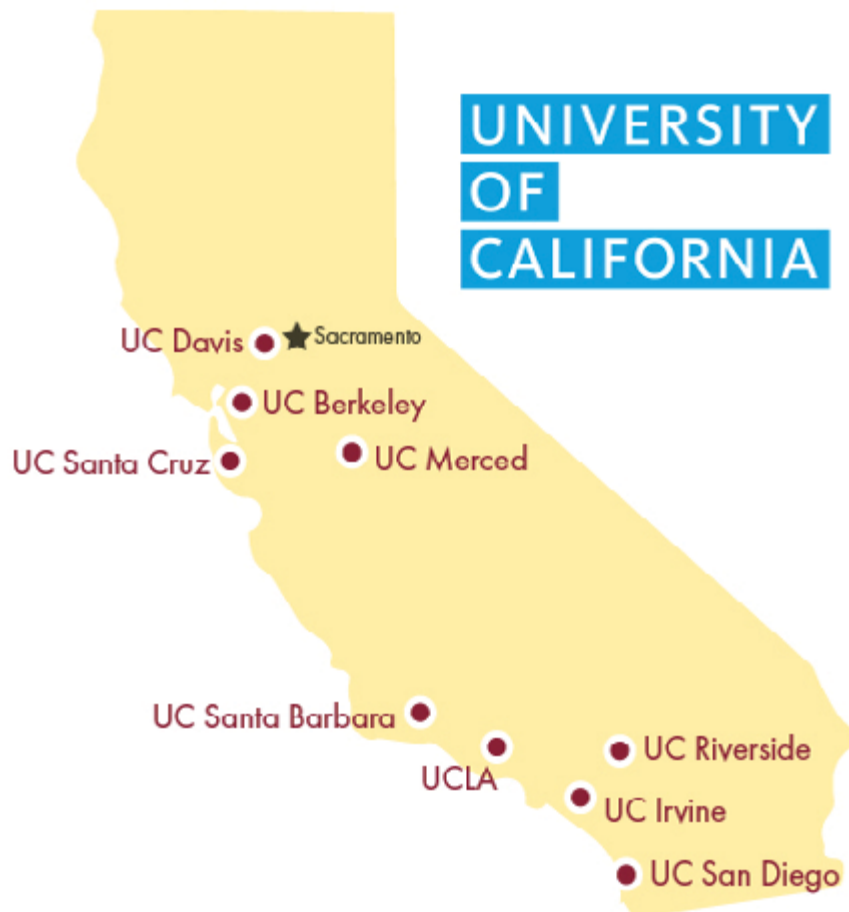 UNIVERSITY
OF
CALIFORNIA
UC Davis
Sacramento
UC Berkeley
UC Santa Cruz
UC Merced
UC Santa Barbara
UCLA
UC Riverside
UC Irvine
UC San Diego